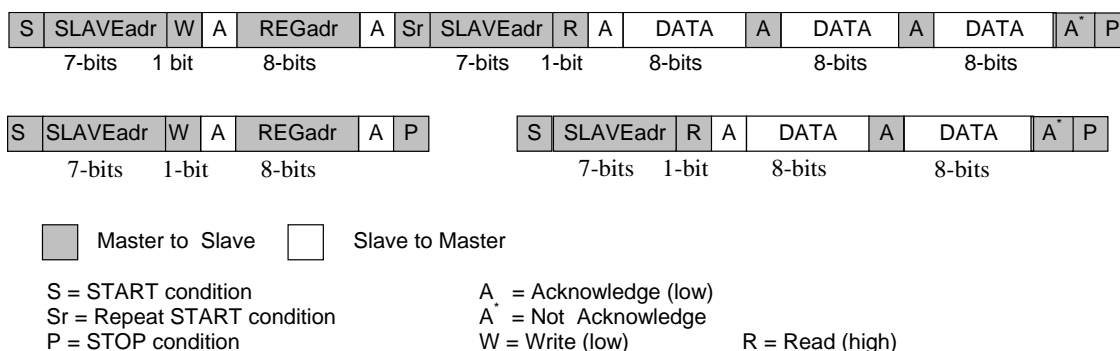 S SLAVEadr W A REGadr A Sr SLAVEadr R A DATA A DATA A DATA A* P
7-bits 1 bit 8-bits 7-bits 1-bit 8-bits 8-bits 8-bits
S SLAVEadr W A REGadr A P S SLAVEadr R A DATA A DATA A* P
7-bits 1-bit 8-bits 7-bits 1-bit 8-bits 8-bits
Master to Slave Slave to Master
S = START condition A = Acknowledge (low)
Sr = Repeat START condition A* = Not Acknowledge
P = STOP condition W = Write (low) R = Read (high)